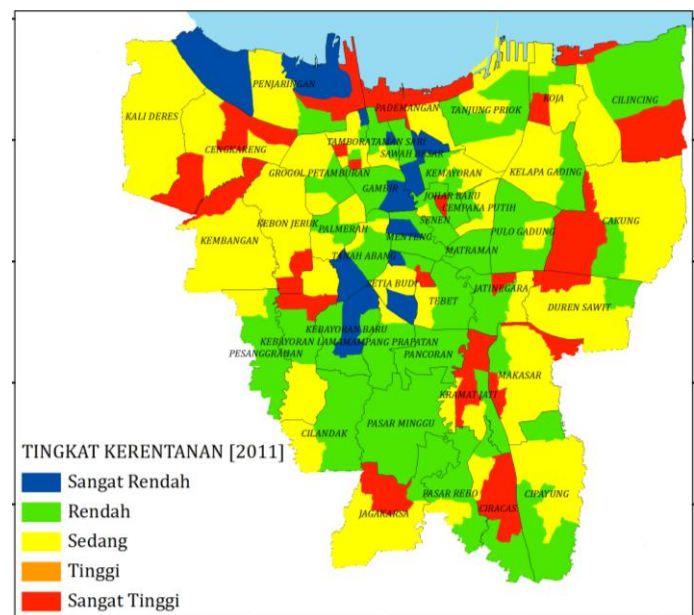 PENJARINGAN
KALI DERES
PADEMANGAN
TANJUNG PRIOK
KOJA
CILINCING
CENGKARENG
TAMBORA
TAMAN SARI
SAWAH BESAR
GROGOL PETAMBURAN
KEMAYORAN
KELAPA GADING
GAMBIR
JOHAR BARU
CEMPAKA PUTIH
SENEN
CAKUNG
KEBON JERUK
PALMERAH
PULO GADUNG
KEMBANGAN
MENTENG
MATRAMAN
TANAH ABANG
SETIA BUDI
JATINEGARA
TEBET
DUREN SAWIT
KEBAYORAN BARU
KEBAYORAN LAMA
MAMPANG PRAPATAN
PESANGGRAHAN
PANCORAN
MAKASAR
KRAMAT JATI
CILANDAK
PASAR MINGGU
PASAR REBO
CIPAYUNG
JAGAKARSA
CIRACAS
TINGKAT KERENTANAN [2011]
Sangat Rendah
Rendah
Sedang
Tinggi
Sangat Tinggi